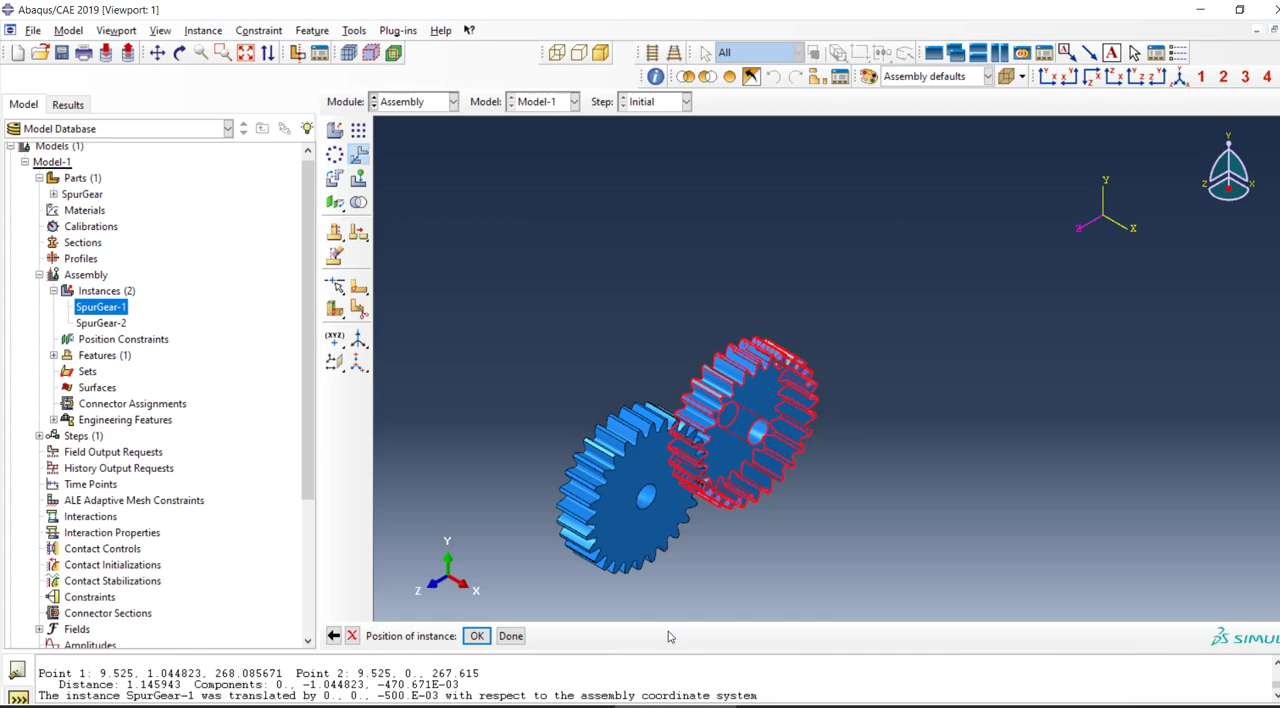 Abaqus/CAE 2019 [Viewport: 1]
File Model Viewport View Instance Constraint Feature Tools Plug-ins Help
All
Assembly defaults
1 2 3 4
Model Results
Module: Assembly Model: Model-1 Step: Initial
Model Database
Models (1)
Model-1
Parts (1)
SpurGear
Materials
Calibrations
Sections
Profiles
Assembly
Instances (2)
SpurGear-1
SpurGear-2
Position Constraints
Features (1)
Sets
Surfaces
Connector Assignments
Engineering Features
Steps (1)
Field Output Requests
History Output Requests
Time Points
ALE Adaptive Mesh Constraints
Interactions
Interaction Properties
Contact Controls
Contact Initializations
Contact Stabilizations
Constraints
Connector Sections
Fields
Amplitudes
(XYZ)
Y
Z X
Y
Z X
Y
Z X
Position of instance: OK Done
SIMU
Point 1: 9.525, 1.044823, 268.085671 Point 2: 9.525, 0., 267.615
Distance: 1.145943 Components: 0., -1.044823, -470.671E-03
The instance SpurGear-1 was translated by 0., 0., -500.E-03 with respect to the assembly coordinate system